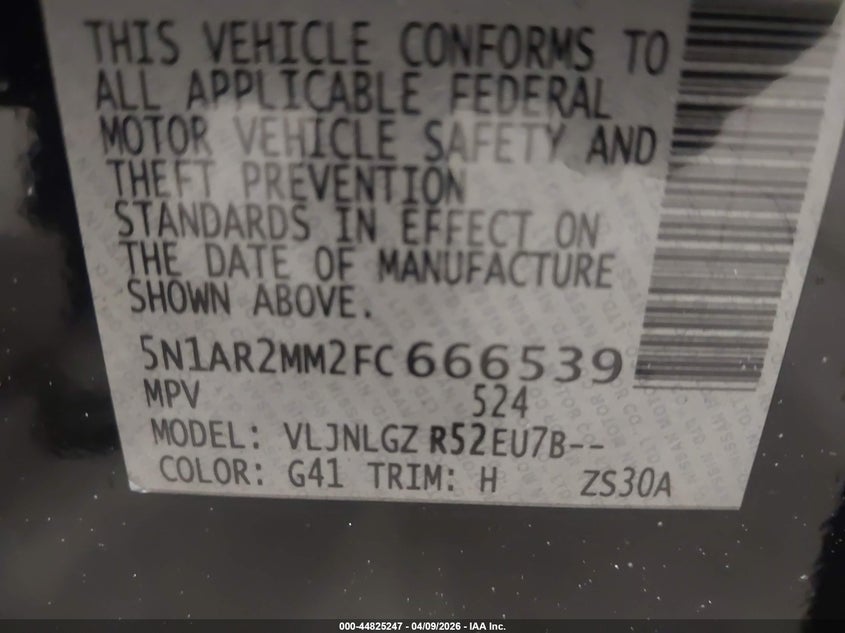 THIS VEHICLE CONFORMS TO
ALL APPLICABLE FEDERAL
MOTOR VEHICLE SAFETY AND
THEFT PREVENTION
STANDARDS IN EFFECT ON
THE DATE OF MANUFACTURE
SHOWN ABOVE.
5N1AR2MM2FC666539
MPV 524
MODEL: VLJNLGZ R52EU7B--
COLOR: G41 TRIM: H ZS30A
000-44825247 - 04/09/2026 - IAA Inc.